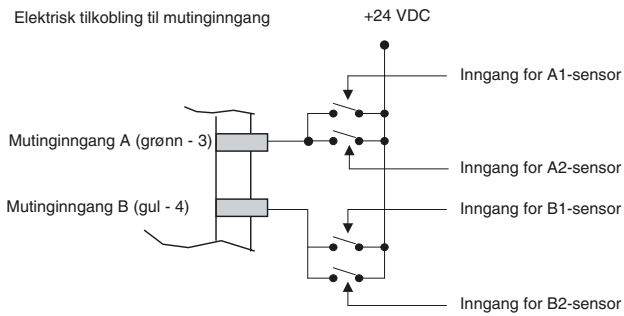 Elektrisk tilkobling til mutinginngang
+24 VDC
Inngang for A1-sensor
Mutinginngang A (grønn - 3)
Inngang for A2-sensor
Mutinginngang B (gul - 4)
Inngang for B1-sensor
Inngang for B2-sensor